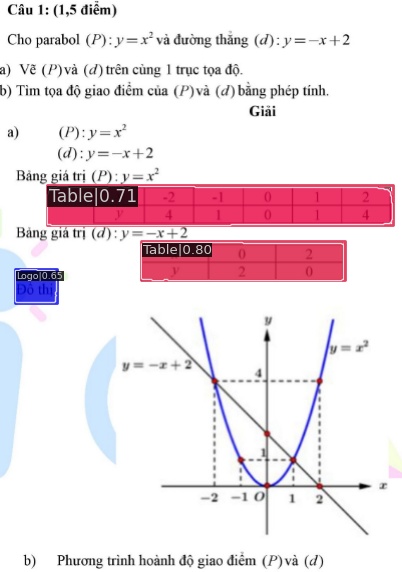 Câu 1: (1,5 điểm)
Cho parabol (P): y = x² và đường thẳng (d): y = −x + 2
a) Vẽ (P) và (d) trên cùng 1 trục tọa độ.
b) Tìm tọa độ giao điểm của (P) và (d) bằng phép tính.
Giải
a) (P): y = x²
(d): y = −x + 2
Bảng giá trị (P): y = x²
Table|0.71 -2 -1 0 1 2
y 4 1 0 1 4
Bảng giá trị (d): y = −x + 2
Table|0.80 0 2
y 2 0
Logo|0.65
Đồ thị
y
y = x²
y = −x + 2
4
1
−2 −1 O 1 2 x
b) Phương trình hoành độ giao điểm (P) và (d)